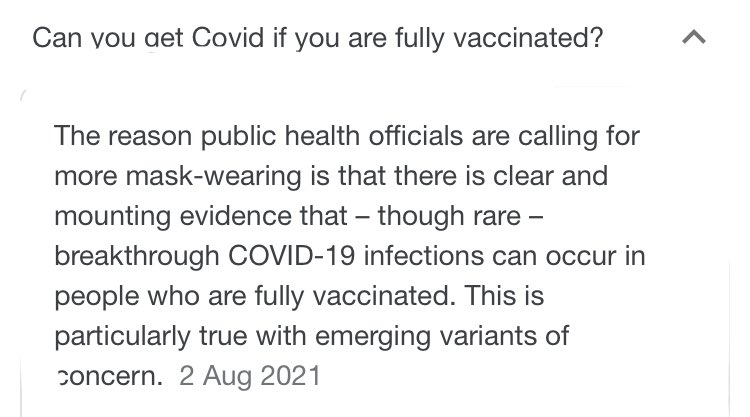 Can you get Covid if you are fully vaccinated?
The reason public health officials are calling for
more mask-wearing is that there is clear and
mounting evidence that – though rare –
breakthrough COVID-19 infections can occur in
people who are fully vaccinated. This is
particularly true with emerging variants of
concern. 2 Aug 2021